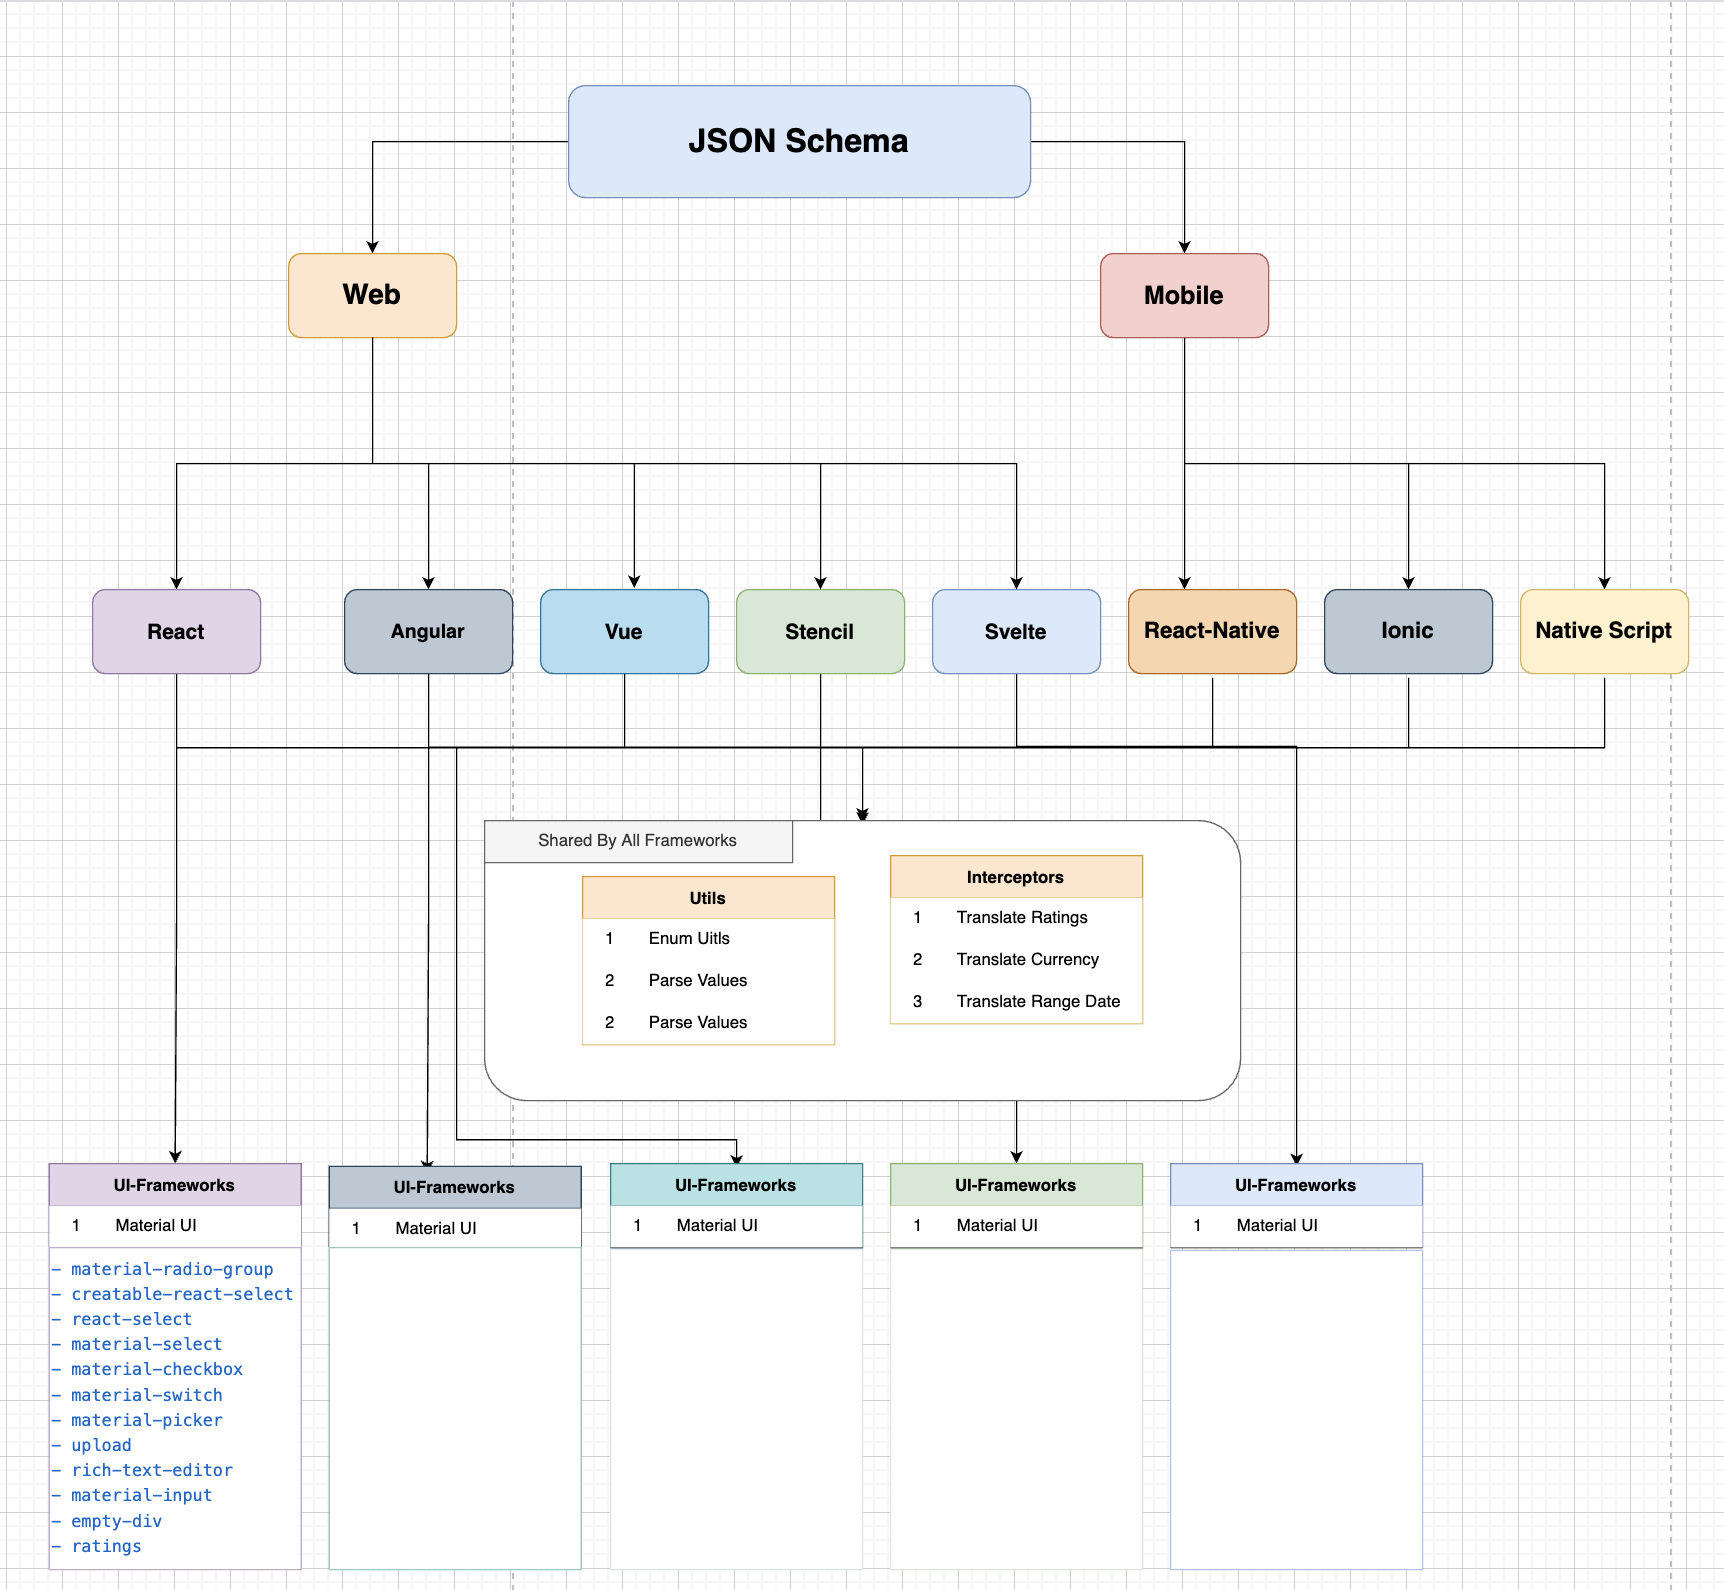 JSON Schema
Web
Mobile
React
Angular
Vue
Stencil
Svelte
React-Native
Ionic
Native Script
Shared By All Frameworks
Utils
1 Enum Uitls
2 Parse Values
2 Parse Values
Interceptors
1 Translate Ratings
2 Translate Currency
3 Translate Range Date
UI-Frameworks
1 Material UI
- material-radio-group
- creatable-react-select
- react-select
- material-select
- material-checkbox
- material-switch
- material-picker
- upload
- rich-text-editor
- material-input
- empty-div
- ratings
UI-Frameworks
1 Material UI
UI-Frameworks
1 Material UI
UI-Frameworks
1 Material UI
UI-Frameworks
1 Material UI